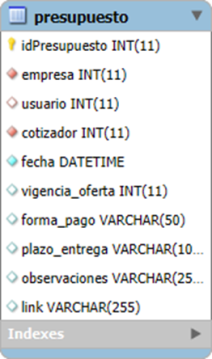 presupuesto
idPresupuesto INT(11)
empresa INT(11)
usuario INT(11)
cotizador INT(11)
fecha DATETIME
vigencia_oferta INT(11)
forma_pago VARCHAR(50)
plazo_entrega VARCHAR(10...
observaciones VARCHAR(25...
link VARCHAR(255)
Indexes